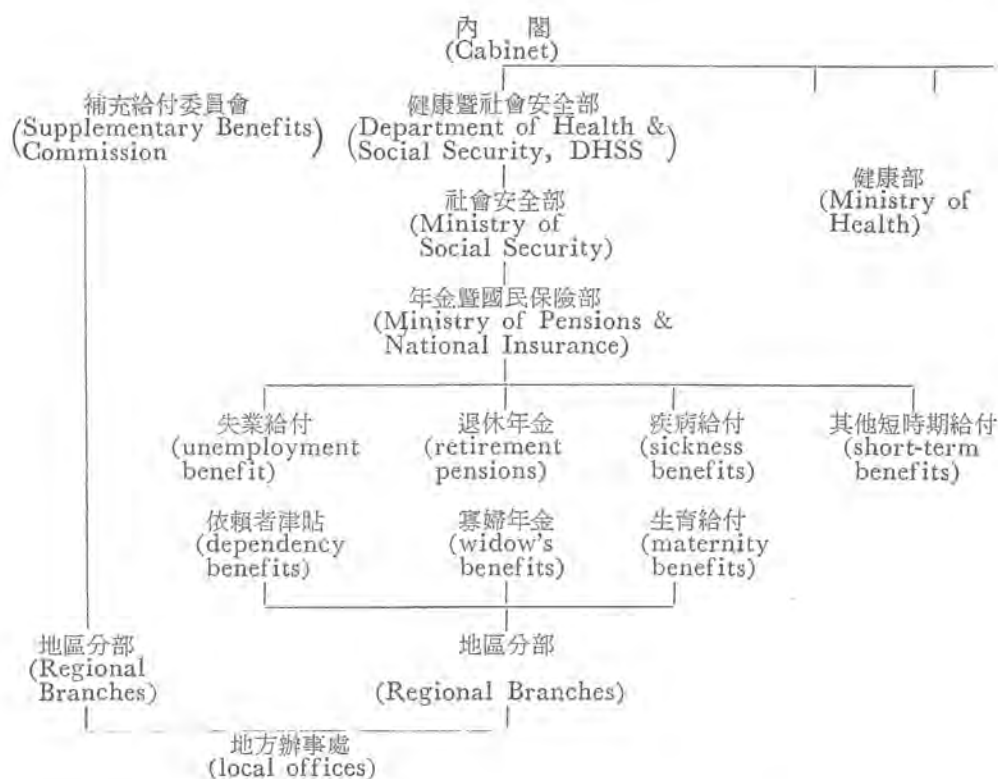 內 閣
(Cabinet)
補充給付委員會
(Supplementary Benefits
Commission)
健康暨社會安全部
(Department of Health &
Social Security, DHSS)
社會安全部
(Ministry of
Social Security)
健康部
(Ministry of
Health)
年金暨國民保險部
(Ministry of Pensions &
National Insurance)
失業給付
(unemployment
benefit)
退休年金
(retirement
pensions)
疾病給付
(sickness
benefits)
其他短時期給付
(short-term
benefits)
依賴者津貼
(dependency
benefits)
寡婦年金
(widow's
benefits)
生育給付
(maternity
benefits)
地區分部
(Regional
Branches)
地區分部
(Regional Branches)
地方辦事處
(local offices)